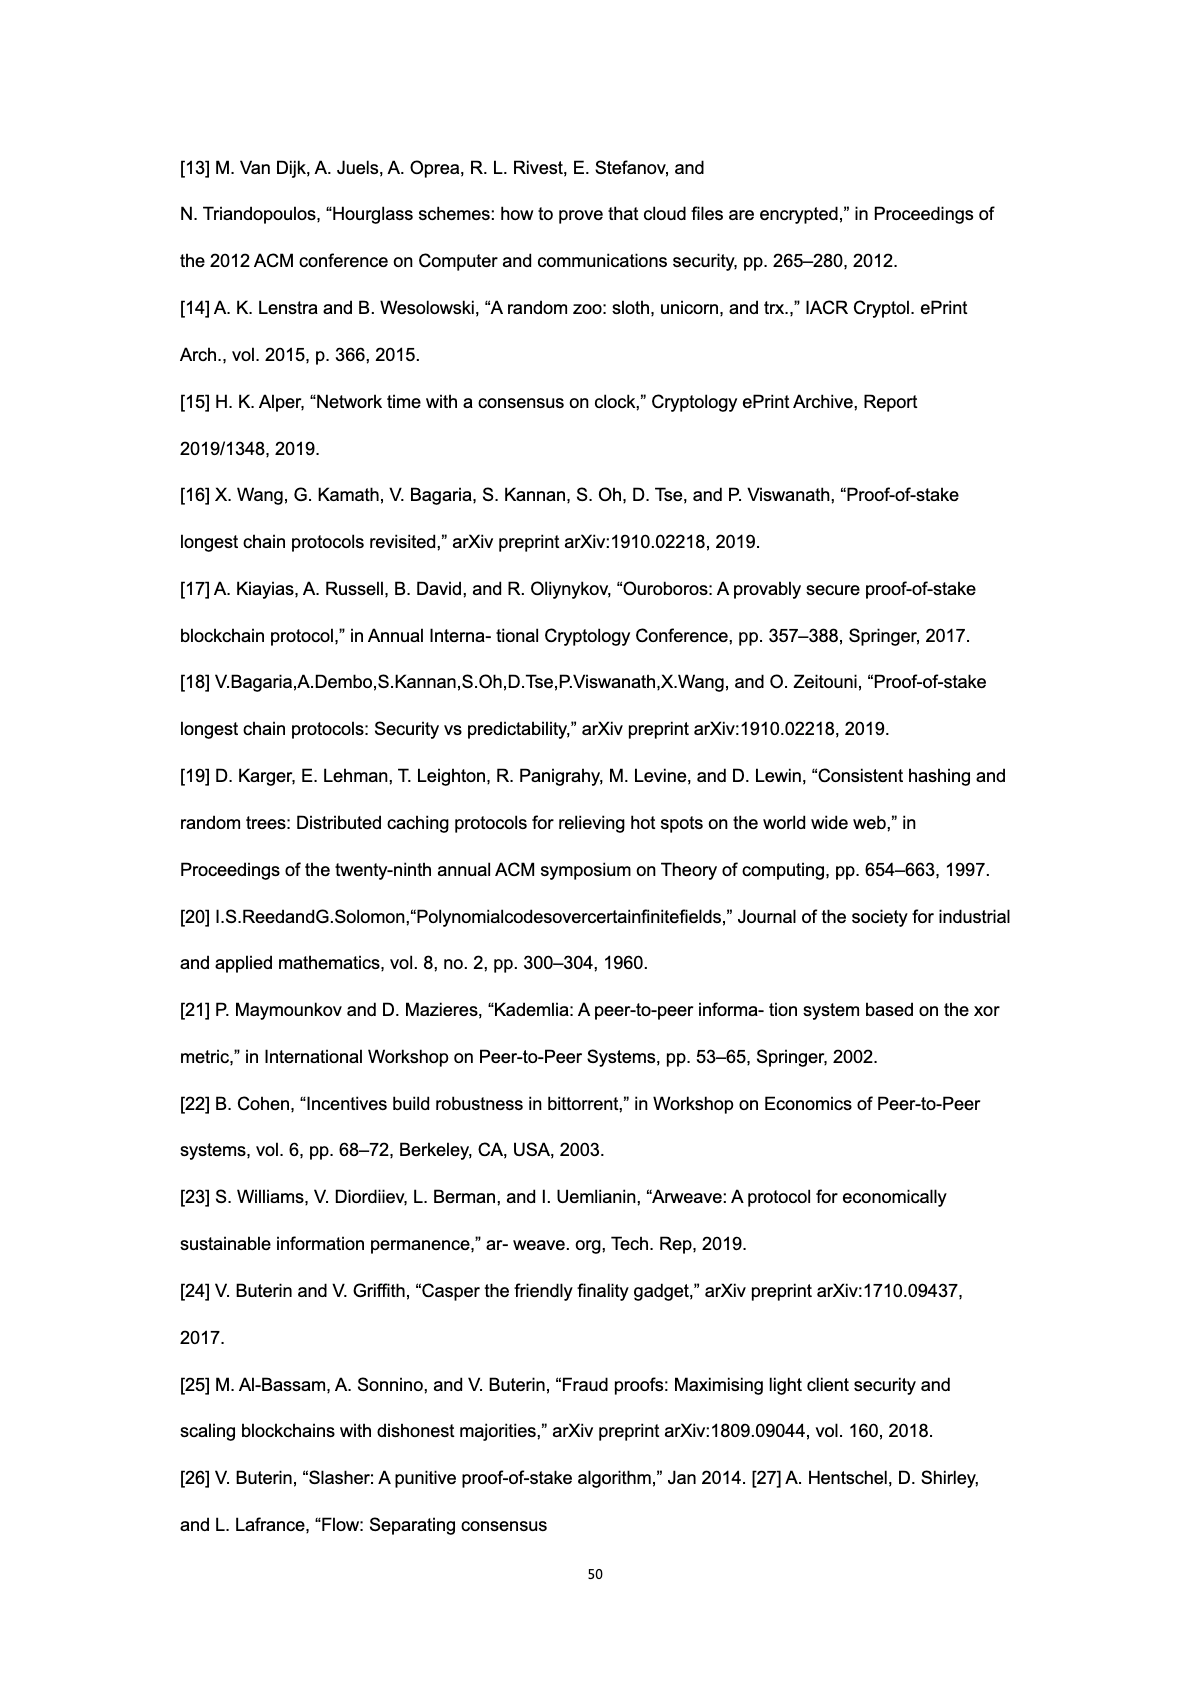 [13] M. Van Dijk, A. Juels, A. Oprea, R. L. Rivest, E. Stefanov, and
N. Triandopoulos, “Hourglass schemes: how to prove that cloud files are encrypted,” in Proceedings of
the 2012 ACM conference on Computer and communications security, pp. 265–280, 2012.
[14] A. K. Lenstra and B. Wesolowski, “A random zoo: sloth, unicorn, and trx.,” IACR Cryptol. ePrint
Arch., vol. 2015, p. 366, 2015.
[15] H. K. Alper, “Network time with a consensus on clock,” Cryptology ePrint Archive, Report
2019/1348, 2019.
[16] X. Wang, G. Kamath, V. Bagaria, S. Kannan, S. Oh, D. Tse, and P. Viswanath, “Proof-of-stake
longest chain protocols revisited,” arXiv preprint arXiv:1910.02218, 2019.
[17] A. Kiayias, A. Russell, B. David, and R. Oliynykov, “Ouroboros: A provably secure proof-of-stake
blockchain protocol,” in Annual Interna- tional Cryptology Conference, pp. 357–388, Springer, 2017.
[18] V.Bagaria,A.Dembo,S.Kannan,S.Oh,D.Tse,P.Viswanath,X.Wang, and O. Zeitouni, “Proof-of-stake
longest chain protocols: Security vs predictability,” arXiv preprint arXiv:1910.02218, 2019.
[19] D. Karger, E. Lehman, T. Leighton, R. Panigrahy, M. Levine, and D. Lewin, “Consistent hashing and
random trees: Distributed caching protocols for relieving hot spots on the world wide web,” in
Proceedings of the twenty-ninth annual ACM symposium on Theory of computing, pp. 654–663, 1997.
[20] I.S.ReedandG.Solomon,“Polynomialcodesovercertainfinitefields,” Journal of the society for industrial
and applied mathematics, vol. 8, no. 2, pp. 300–304, 1960.
[21] P. Maymounkov and D. Mazieres, “Kademlia: A peer-to-peer informa- tion system based on the xor
metric,” in International Workshop on Peer-to-Peer Systems, pp. 53–65, Springer, 2002.
[22] B. Cohen, “Incentives build robustness in bittorrent,” in Workshop on Economics of Peer-to-Peer
systems, vol. 6, pp. 68–72, Berkeley, CA, USA, 2003.
[23] S. Williams, V. Diordiiev, L. Berman, and I. Uemlianin, “Arweave: A protocol for economically
sustainable information permanence,” ar- weave. org, Tech. Rep, 2019.
[24] V. Buterin and V. Griffith, “Casper the friendly finality gadget,” arXiv preprint arXiv:1710.09437,
2017.
[25] M. Al-Bassam, A. Sonnino, and V. Buterin, “Fraud proofs: Maximising light client security and
scaling blockchains with dishonest majorities,” arXiv preprint arXiv:1809.09044, vol. 160, 2018.
[26] V. Buterin, “Slasher: A punitive proof-of-stake algorithm,” Jan 2014. [27] A. Hentschel, D. Shirley,
and L. Lafrance, “Flow: Separating consensus
50